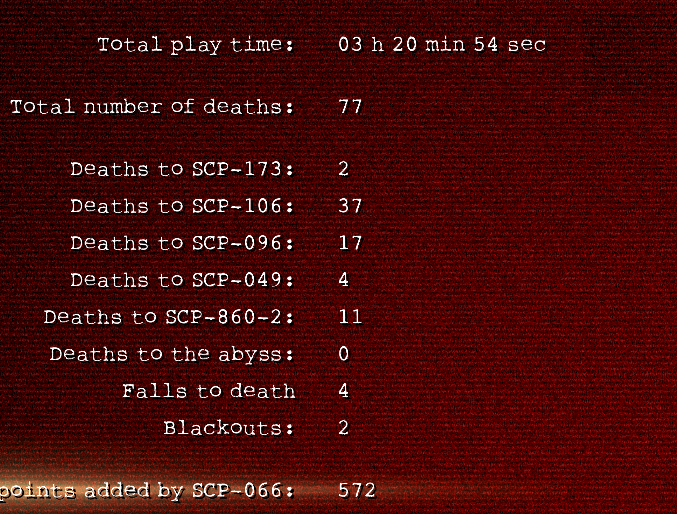 Total play time: 03 h 20 min 54 sec
Total number of deaths: 77
Deaths to SCP-173: 2
Deaths to SCP-106: 37
Deaths to SCP-096: 17
Deaths to SCP-049: 4
Deaths to SCP-860-2: 11
Deaths to the abyss: 0
Falls to death 4
Blackouts: 2
points added by SCP-066: 572